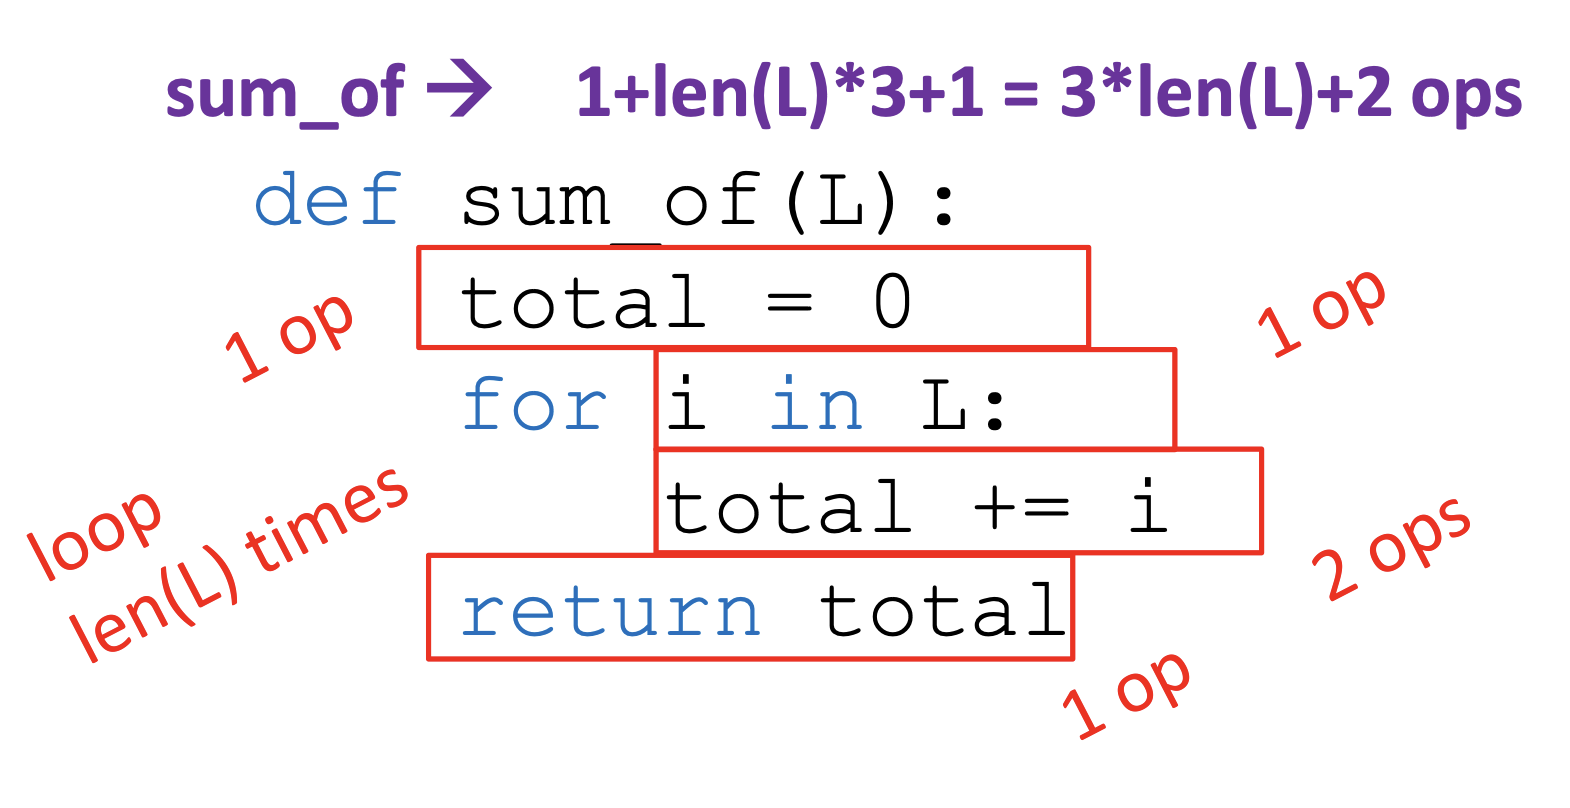 sum_of → 1+len(L)*3+1 = 3*len(L)+2 ops
def sum_of(L):
1 op
total = 0
1 op
for i in L:
loop
len(L) times
total += i
2 ops
return total
1 op